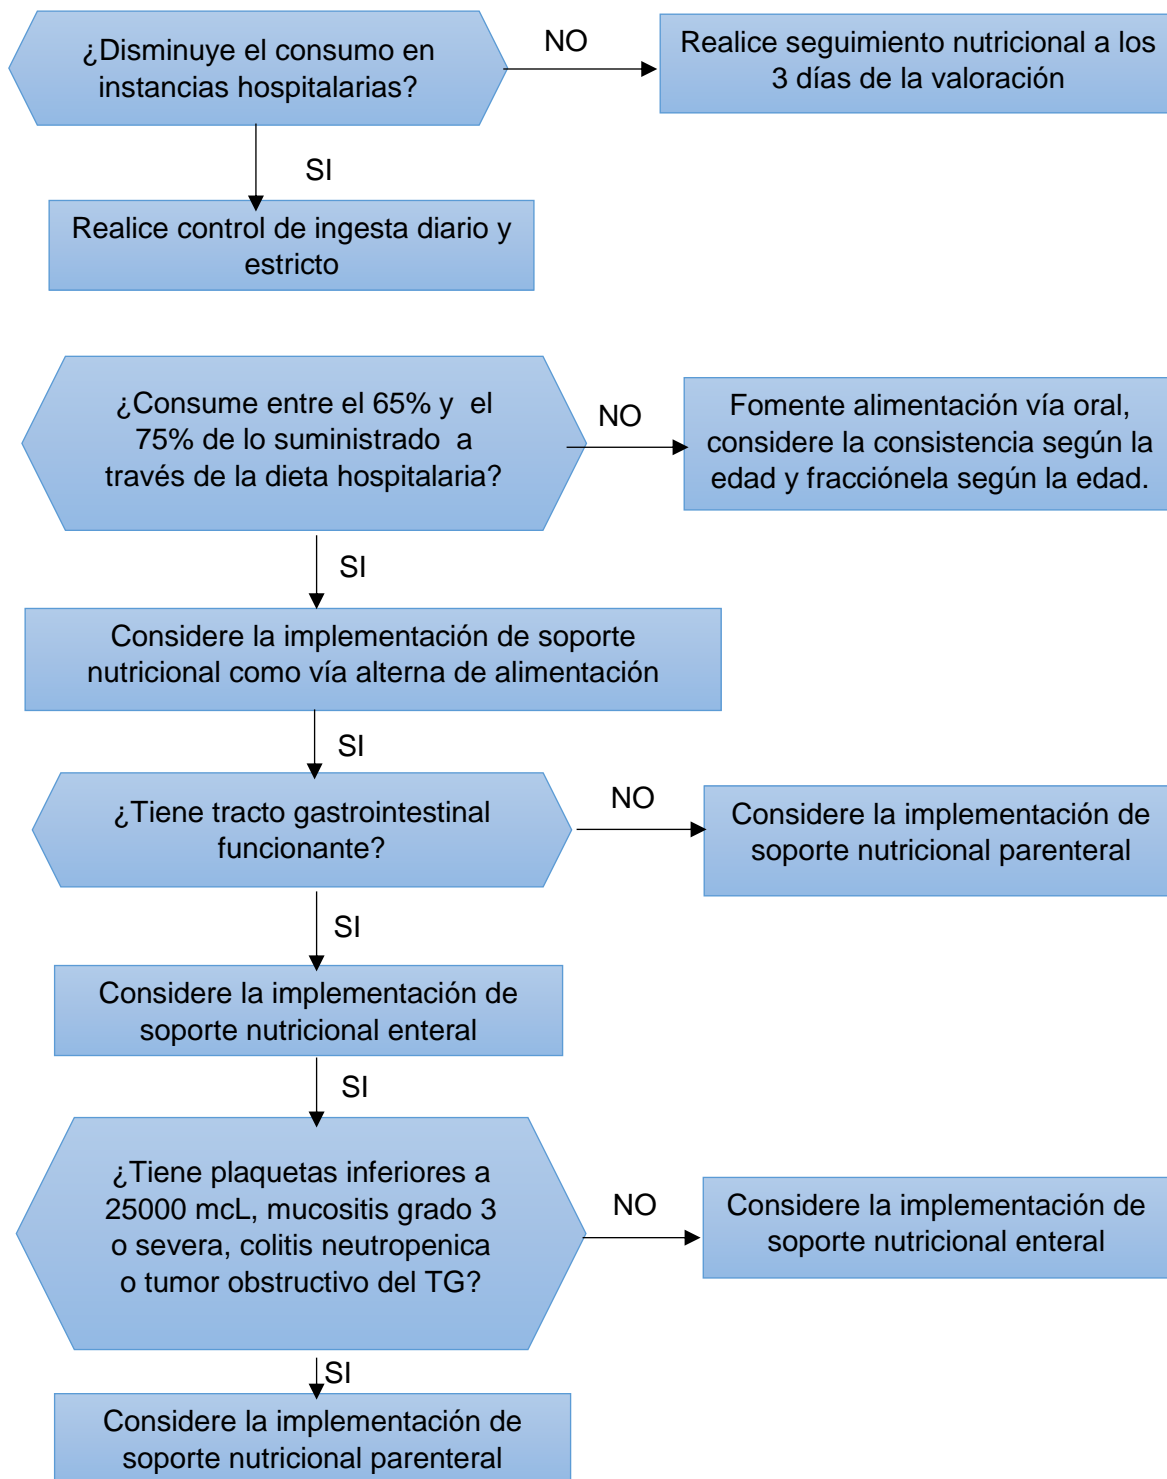 ¿Disminuye el consumo en
instancias hospitalarias?
NO
Realice seguimiento nutricional a los
3 días de la valoración
SI
Realice control de ingesta diario y
estricto
¿Consume entre el 65% y el
75% de lo suministrado a
través de la dieta hospitalaria?
NO
Fomente alimentación vía oral,
considere la consistencia según la
edad y fracciónela según la edad.
SI
Considere la implementación de soporte
nutricional como vía alterna de alimentación
SI
¿Tiene tracto gastrointestinal
funcionante?
NO
Considere la implementación de
soporte nutricional parenteral
SI
Considere la implementación de
soporte nutricional enteral
SI
¿Tiene plaquetas inferiores a
25000 mcL, mucositis grado 3
o severa, colitis neutropenica
o tumor obstructivo del TG?
NO
Considere la implementación de
soporte nutricional enteral
SI
Considere la implementación de
soporte nutricional parenteral